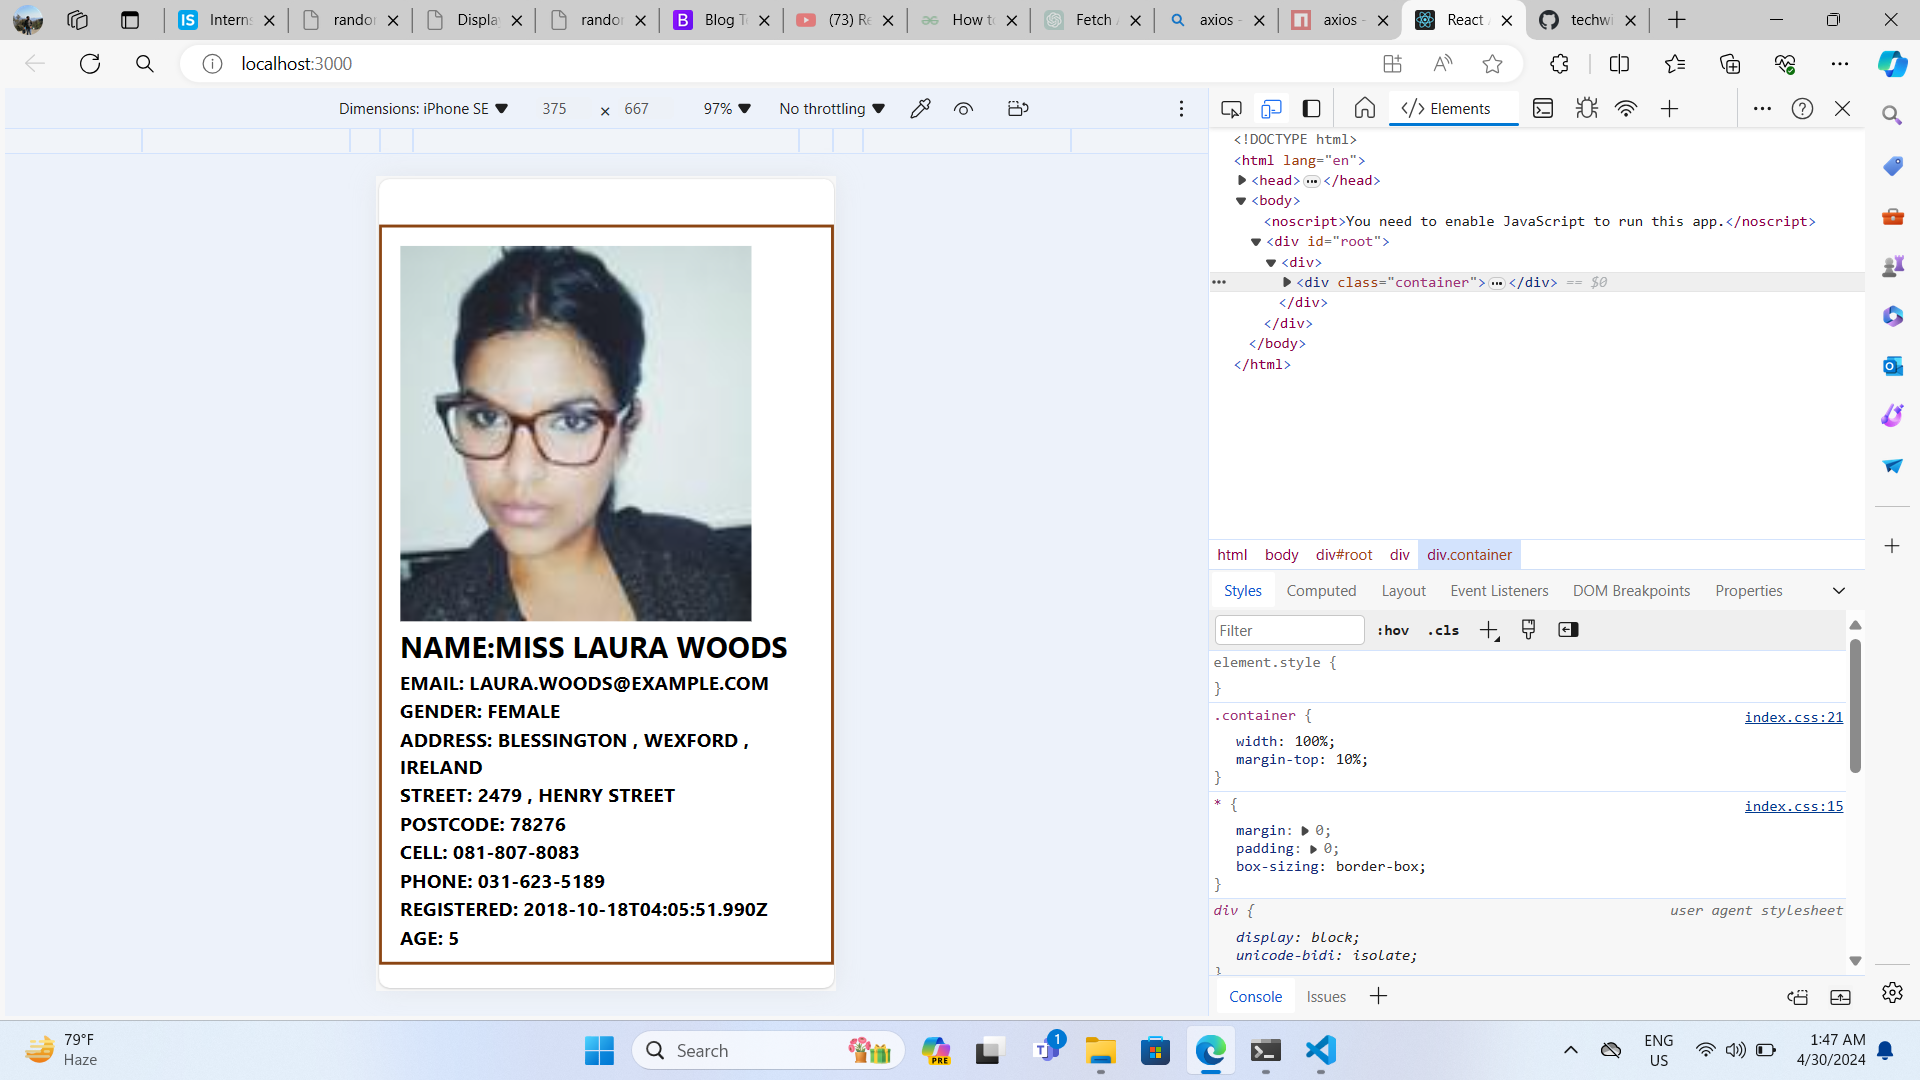 Interns
random
Display
random
Blog Te
(73) Re
How to
Fetch A
axios -
axios -
React A
techwi
localhost:3000
Dimensions: iPhone SE
375
×
667
97%
No throttling
Elements
<!DOCTYPE html>
<html lang="en">
<head> … </head>
<body>
<noscript>You need to enable JavaScript to run this app.</noscript>
<div id="root">
<div>
<div class="container"> … </div> == $0
</div>
</div>
</body>
</html>
NAME:MISS LAURA WOODS
EMAIL: LAURA.WOODS@EXAMPLE.COM
GENDER: FEMALE
ADDRESS: BLESSINGTON , WEXFORD ,
IRELAND
STREET: 2479 , HENRY STREET
POSTCODE: 78276
CELL: 081-807-8083
PHONE: 031-623-5189
REGISTERED: 2018-10-18T04:05:51.990Z
AGE: 5
html body div#root div div.container
Styles Computed Layout Event Listeners DOM Breakpoints Properties
Filter :hov .cls
element.style {
}
.container { index.css:21
width: 100%;
margin-top: 10%;
}
* { index.css:15
margin: 0;
padding: 0;
box-sizing: border-box;
}
div { user agent stylesheet
display: block;
unicode-bidi: isolate;
}
Console Issues
79°F
Haze
Search
PRE
1
ENG
US
1:47 AM
4/30/2024